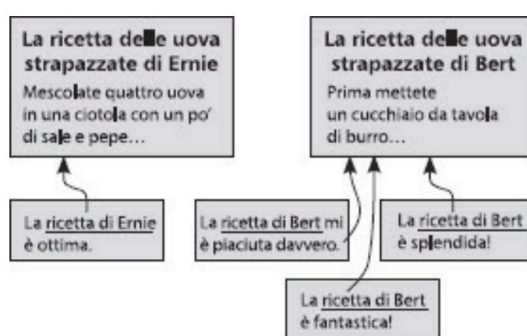 La ricetta delle uova
strapazzate di Ernie
Mescolate quattro uova
in una ciotola con un po'
di sale e pepe...
La ricetta delle uova
strapazzate di Bert
Prima mettete
un cucchiaio da tavola
di burro...
La ricetta di Ernie
è ottima.
La ricetta di Bert mi
è piaciuta davvero.
La ricetta di Bert
è splendida!
La ricetta di Bert
è fantastica!